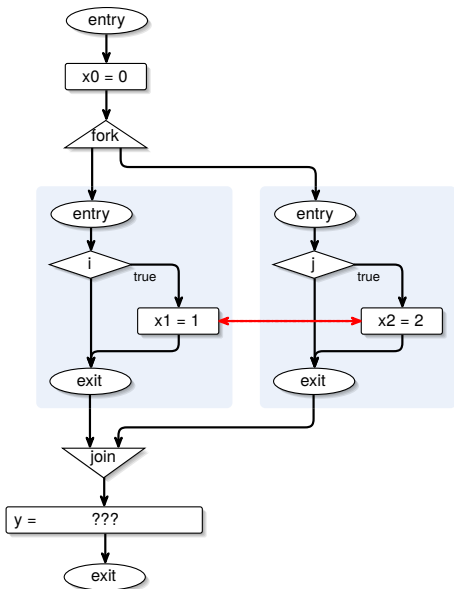 entry
x0 = 0
fork
entry
entry
i
true
j
true
x1 = 1
x2 = 2
exit
exit
join
y = ???
exit